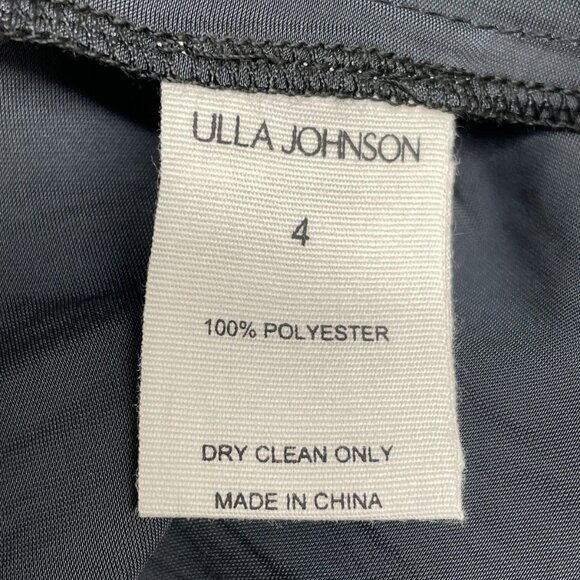 ULLA JOHNSON
4
100% POLYESTER
DRY CLEAN ONLY
MADE IN CHINA